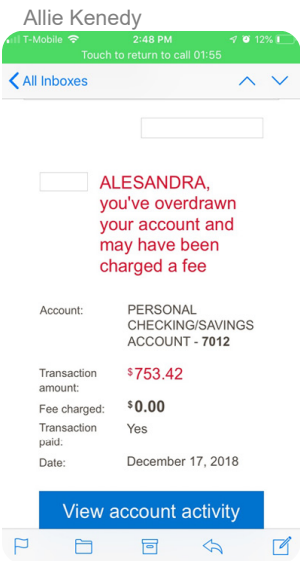 Allie Kenedy
T-Mobile 2:48 PM 12%
Touch to return to call 01:55
All Inboxes
ALESANDRA,
you've overdrawn
your account and
may have been
charged a fee
Account: PERSONAL
CHECKING/SAVINGS
ACCOUNT - 7012
Transaction $753.42
amount:
Fee charged: $0.00
Transaction Yes
paid:
Date: December 17, 2018
View account activity